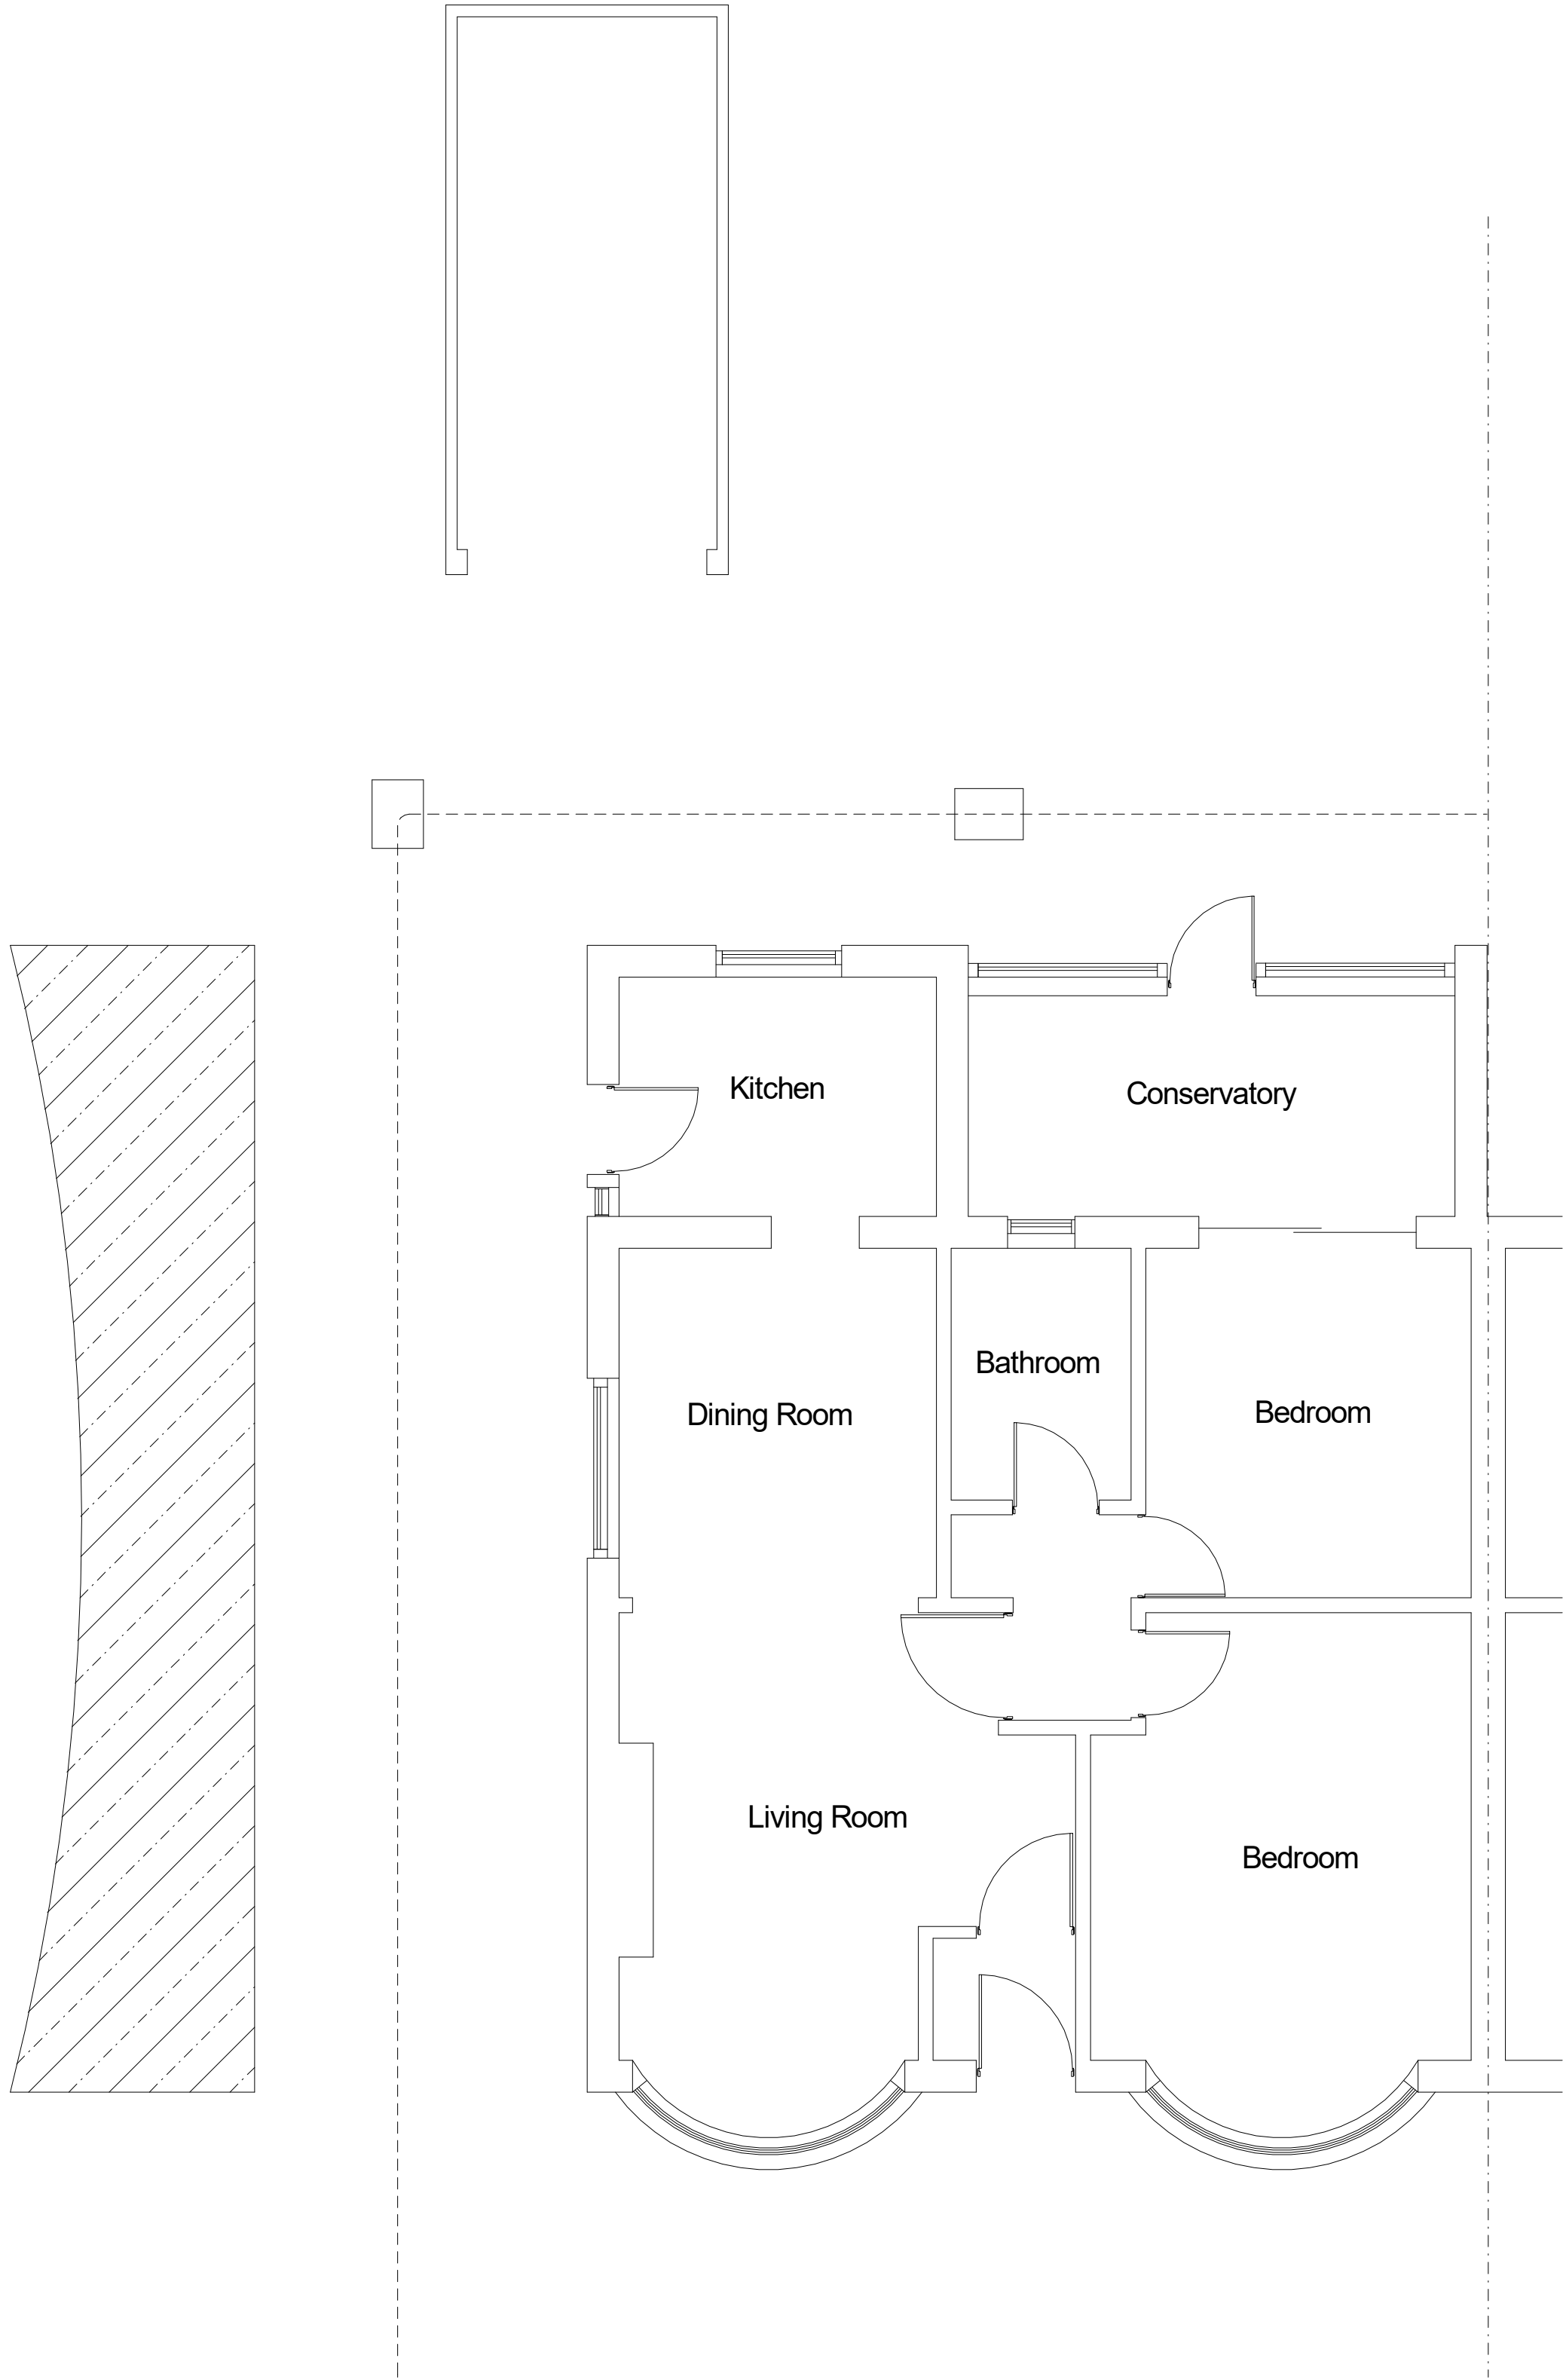 Kitchen
Conservatory
Bathroom
Dining Room
Bedroom
Living Room
Bedroom